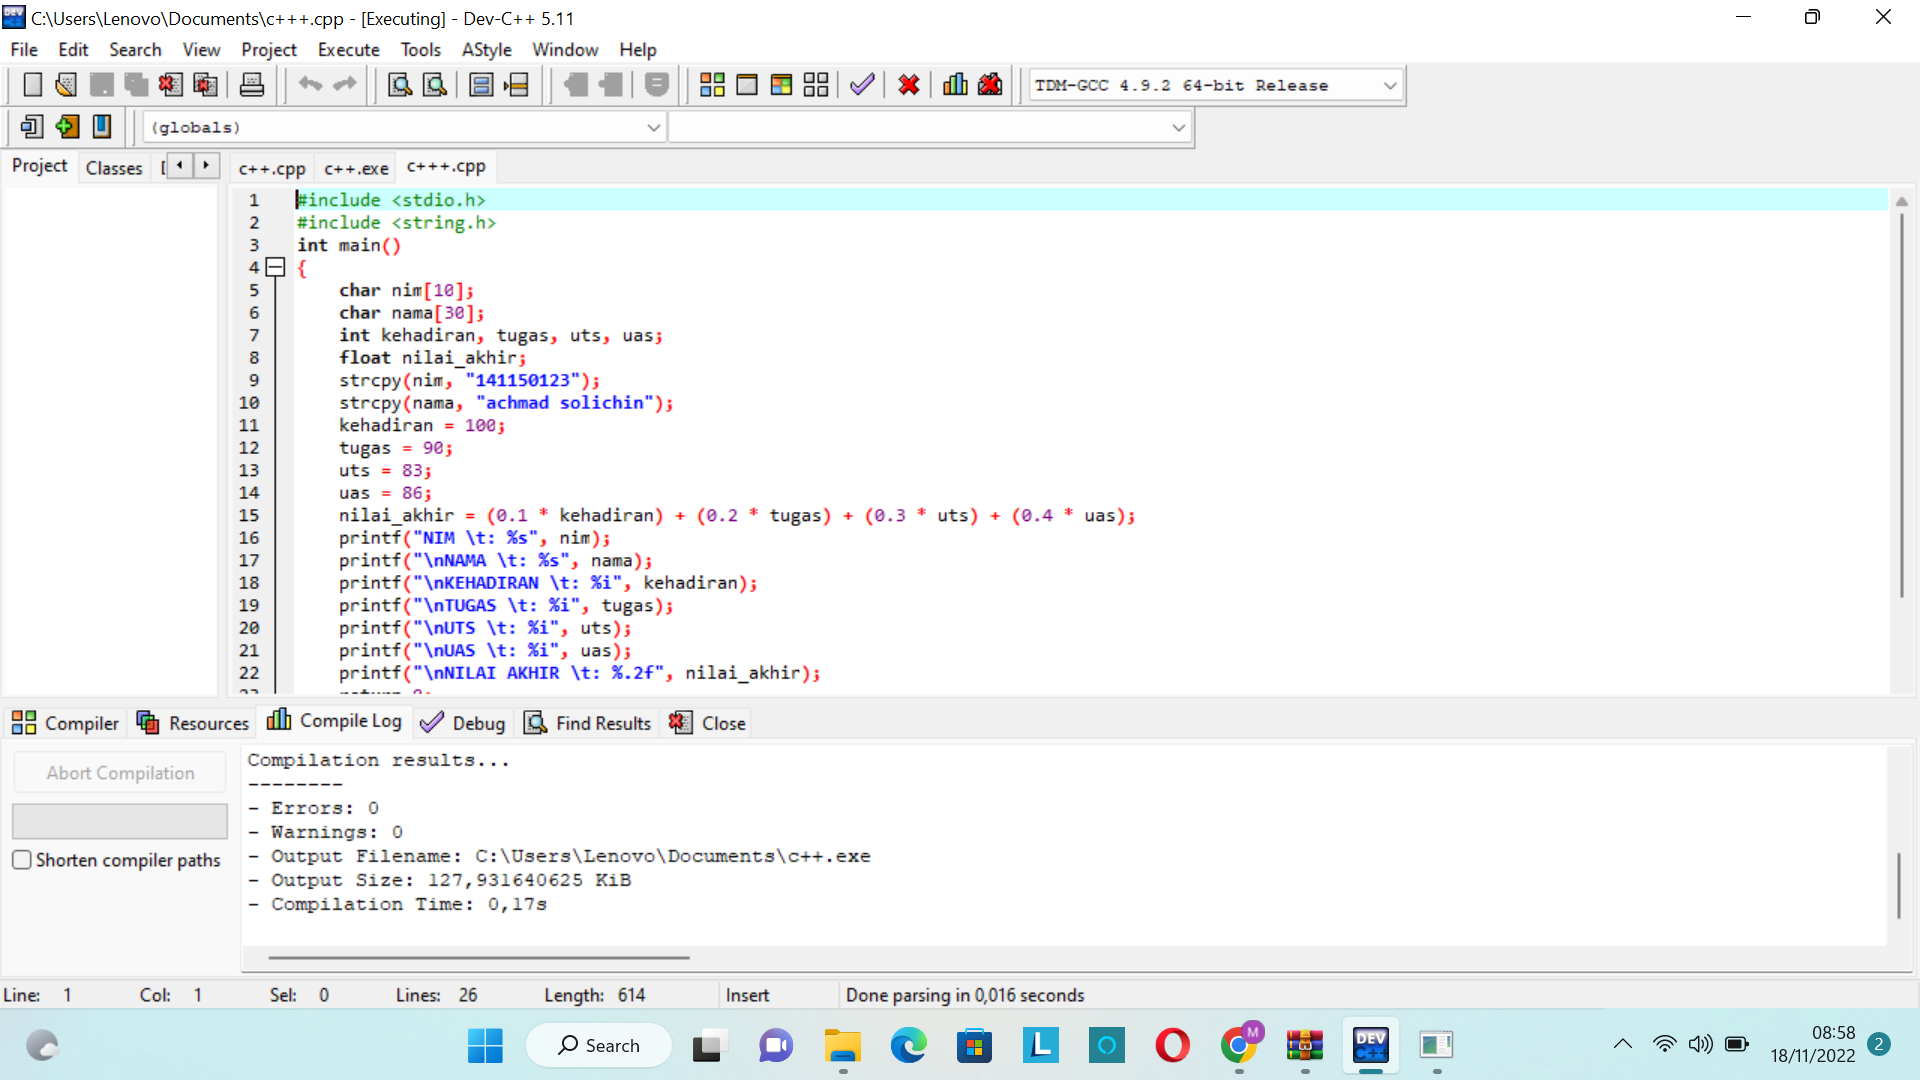 C:\Users\Lenovo\Documents\c+++.cpp - [Executing] - Dev-C++ 5.11
File Edit Search View Project Execute Tools AStyle Window Help
TDM-GCC 4.9.2 64-bit Release
(globals)
Project Classes c++.cpp c++.exe c+++.cpp
1 #include <stdio.h>
2 #include <string.h>
3 int main()
4 {
5 char nim[10];
6 char nama[30];
7 int kehadiran, tugas, uts, uas;
8 float nilai_akhir;
9 strcpy(nim, "141150123");
10 strcpy(nama, "achmad solichin");
11 kehadiran = 100;
12 tugas = 90;
13 uts = 83;
14 uas = 86;
15 nilai_akhir = (0.1 * kehadiran) + (0.2 * tugas) + (0.3 * uts) + (0.4 * uas);
16 printf("NIM \t: %s", nim);
17 printf("\nNAMA \t: %s", nama);
18 printf("\nKEHADIRAN \t: %i", kehadiran);
19 printf("\nTUGAS \t: %i", tugas);
20 printf("\nUTS \t: %i", uts);
21 printf("\nUAS \t: %i", uas);
22 printf("\nNILAI AKHIR \t: %.2f", nilai_akhir);
Compiler Resources Compile Log Debug Find Results Close
Abort Compilation
Shorten compiler paths
Compilation results...
--------
- Errors: 0
- Warnings: 0
- Output Filename: C:\Users\Lenovo\Documents\c++.exe
- Output Size: 127,931640625 KiB
- Compilation Time: 0,17s
Line: 1 Col: 1 Sel: 0 Lines: 26 Length: 614 Insert Done parsing in 0,016 seconds
Search
M
DEV C++
08:58
18/11/2022
2